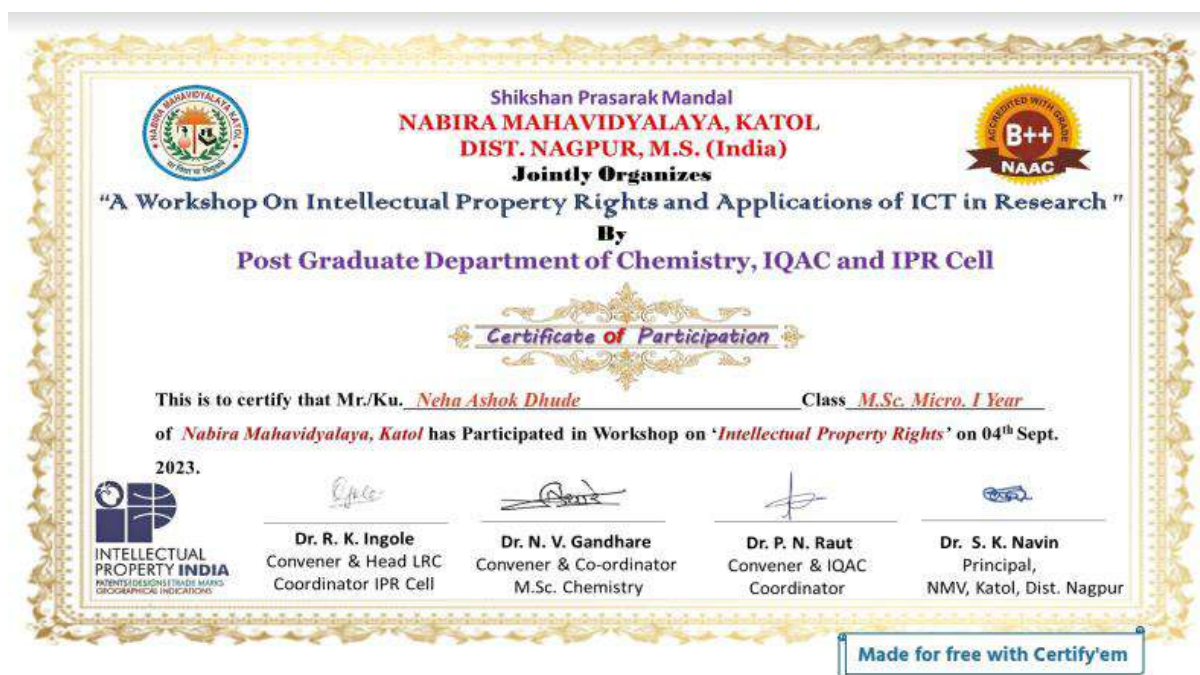 Shikshan Prasarak Mandal
NABIRA MAHAVIDYALAYA, KATOL
DIST. NAGPUR, M.S. (India)
Jointly Organizes
“A Workshop On Intellectual Property Rights and Applications of ICT in Research ”
By
Post Graduate Department of Chemistry, IQAC and IPR Cell
NABIRA MAHAVIDYALAYA KATOL
ACCREDITED WITH GRADE
B++
NAAC
Certificate of Participation
This is to certify that Mr./Ku. Neha Ashok Dhude Class M.Sc. Micro. I Year
of Nabira Mahavidyalaya, Katol has Participated in Workshop on ‘Intellectual Property Rights’ on 04th Sept.
2023.
INTELLECTUAL
PROPERTY INDIA
PATENTS|DESIGNS|TRADE MARKS
GEOGRAPHICAL INDICATIONS
Dr. R. K. Ingole
Convener & Head LRC
Coordinator IPR Cell
Dr. N. V. Gandhare
Convener & Co-ordinator
M.Sc. Chemistry
Dr. P. N. Raut
Convener & IQAC
Coordinator
Dr. S. K. Navin
Principal,
NMV, Katol, Dist. Nagpur
Made for free with Certify'em